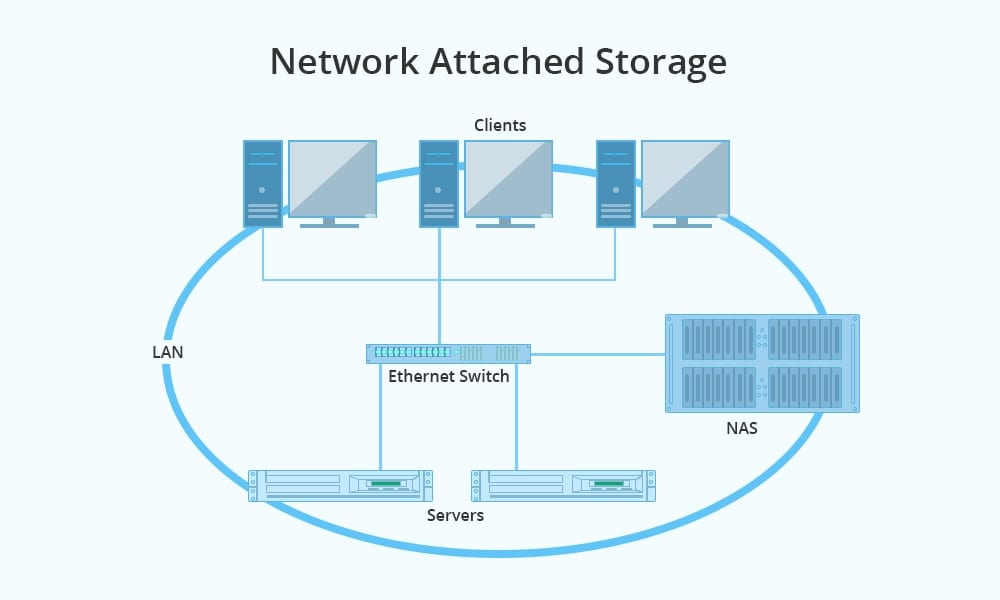 Network Attached Storage
Clients
LAN
Ethernet Switch
NAS
Servers